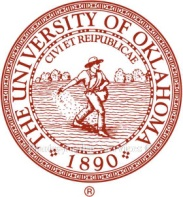 THE UNIVERSITY OF OKLAHOMA
CIVI ET REIPUBLICAE
1890
®